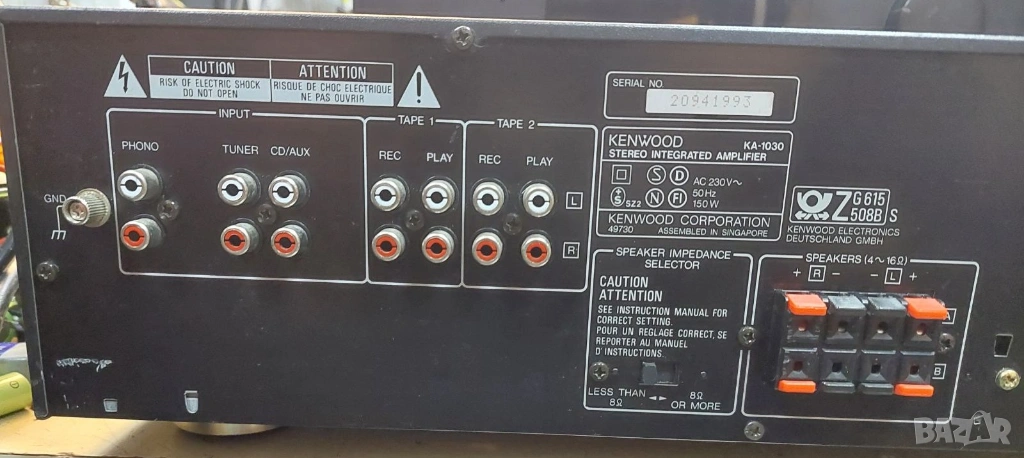 CAUTION
RISK OF ELECTRIC SHOCK
DO NOT OPEN
ATTENTION
RISQUE DE CHOC ELECTRIQUE
NE PAS OUVRIR
INPUT
PHONO
TUNER
CD/AUX
GND
TAPE 1
REC
PLAY
TAPE 2
REC
PLAY
L
R
SERIAL NO.
20941993
KENWOOD KA-1030
STEREO INTEGRATED AMPLIFIER
S D
N FI
S SZ2
AC 230V~
50Hz
150W
KENWOOD CORPORATION
49730 ASSEMBLED IN SINGAPORE
Z G 615
508B S
KENWOOD ELECTRONICS
DEUTSCHLAND GMBH
SPEAKER IMPEDANCE
SELECTOR
CAUTION
ATTENTION
SEE INSTRUCTION MANUAL FOR
CORRECT SETTING.
POUR UN REGLAGE CORRECT, SE
REPORTER AU MANUEL
D'INSTRUCTIONS.
LESS THAN
8Ω
8Ω
OR MORE
SPEAKERS (4~16Ω)
+ R − − L +
A
B
BAZAR